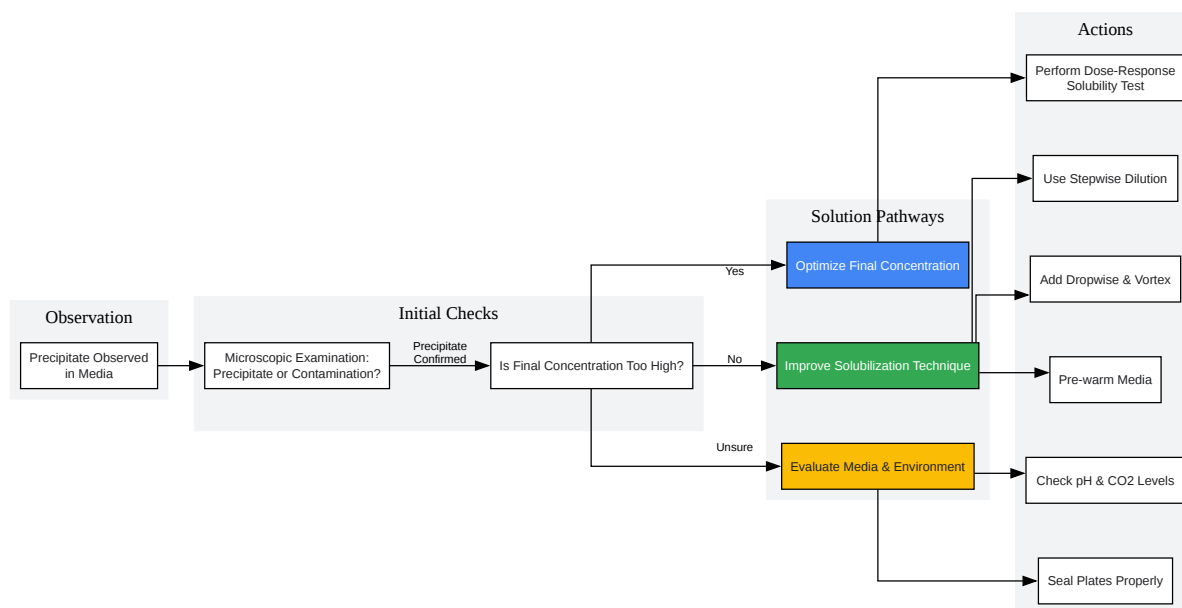 Observation
Precipitate Observed
in Media
Initial Checks
Microscopic Examination:
Precipitate or Contamination?
Precipitate
Confirmed
Is Final Concentration Too High?
Yes
No
Unsure
Solution Pathways
Optimize Final Concentration
Improve Solubilization Technique
Evaluate Media & Environment
Actions
Perform Dose-Response
Solubility Test
Use Stepwise Dilution
Add Dropwise & Vortex
Pre-warm Media
Check pH & CO2 Levels
Seal Plates Properly